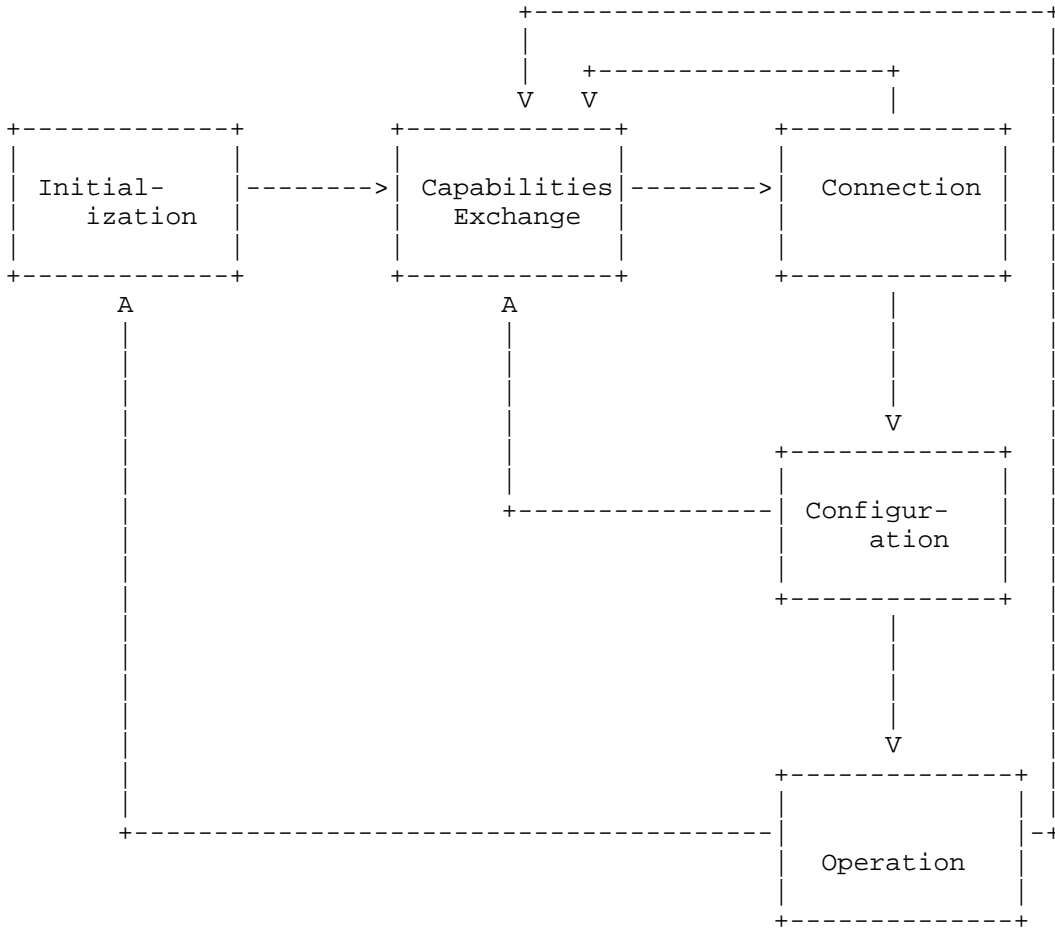 Initial-
ization
Capabilities
Exchange
Connection
Configur-
ation
Operation